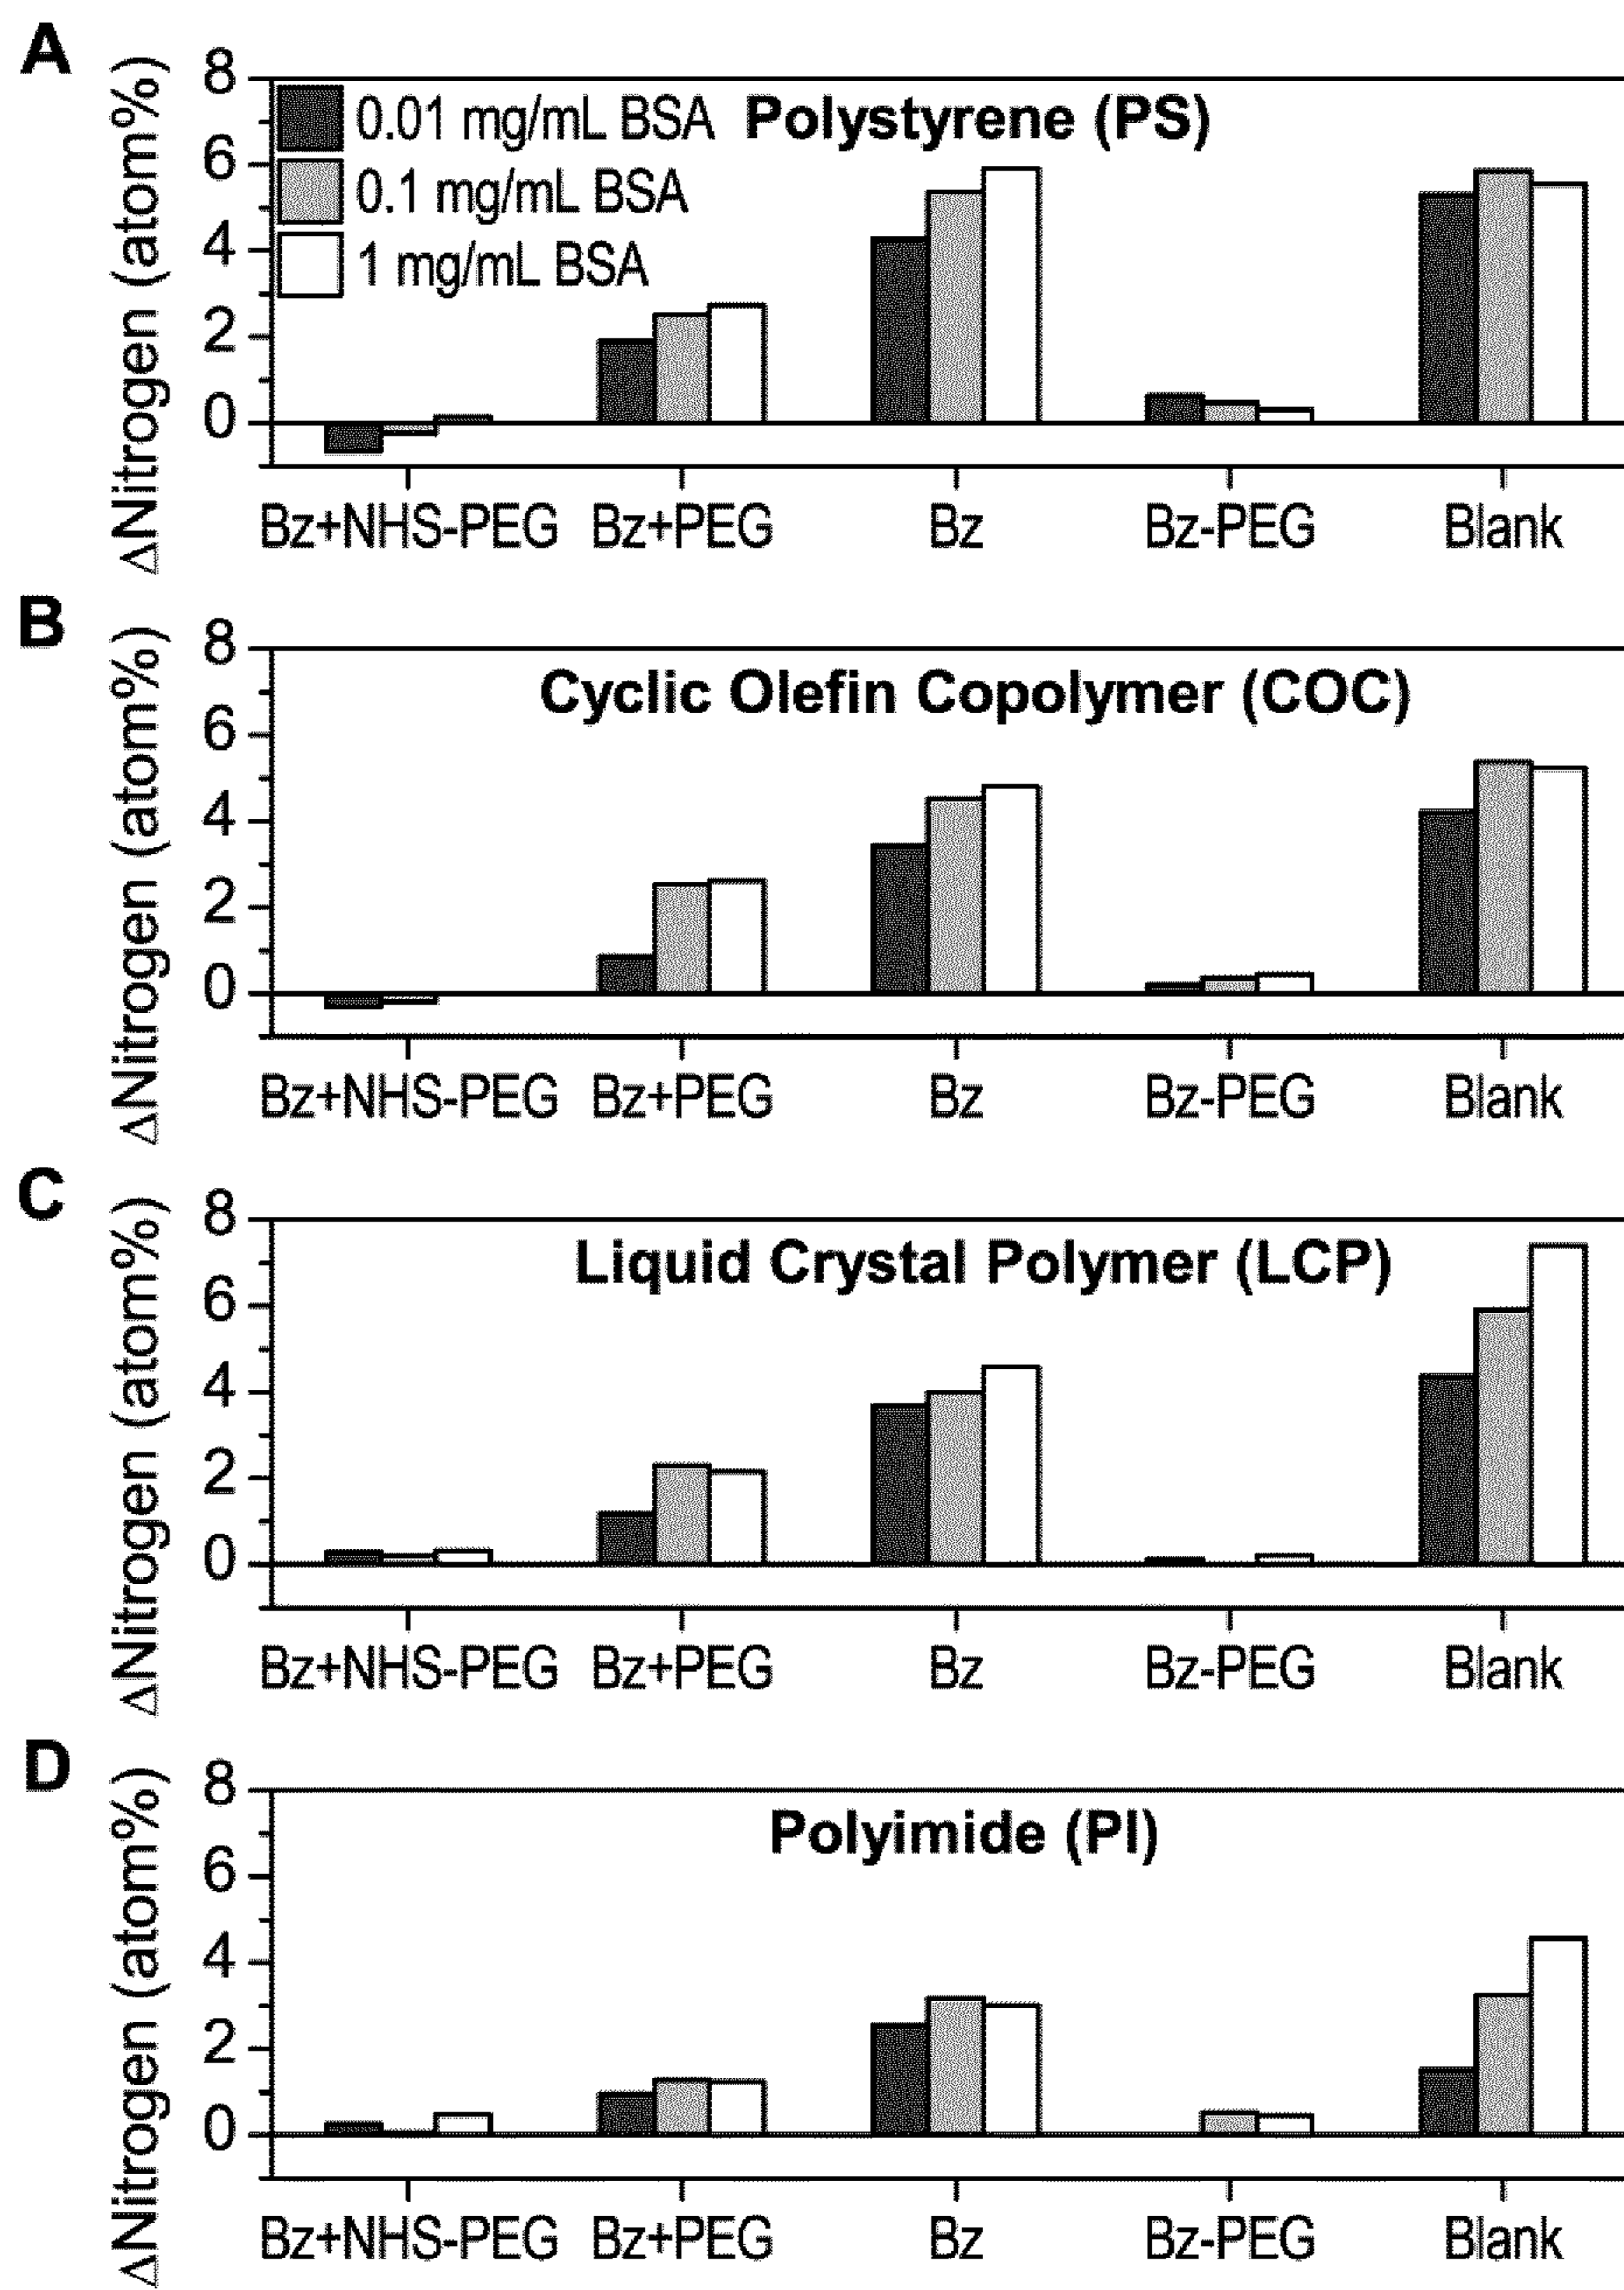 A
ΔNitrogen (atom%)
8
6
4
2
0
0.01 mg/mL BSA
0.1 mg/mL BSA
1 mg/mL BSA
Polystyrene (PS)
Bz+NHS-PEG
Bz+PEG
Bz
Bz-PEG
Blank
B
ΔNitrogen (atom%)
8
6
4
2
0
Cyclic Olefin Copolymer (COC)
Bz+NHS-PEG
Bz+PEG
Bz
Bz-PEG
Blank
C
ΔNitrogen (atom%)
8
6
4
2
0
Liquid Crystal Polymer (LCP)
Bz+NHS-PEG
Bz+PEG
Bz
Bz-PEG
Blank
D
ΔNitrogen (atom%)
8
6
4
2
0
Polyimide (PI)
Bz+NHS-PEG
Bz+PEG
Bz
Bz-PEG
Blank